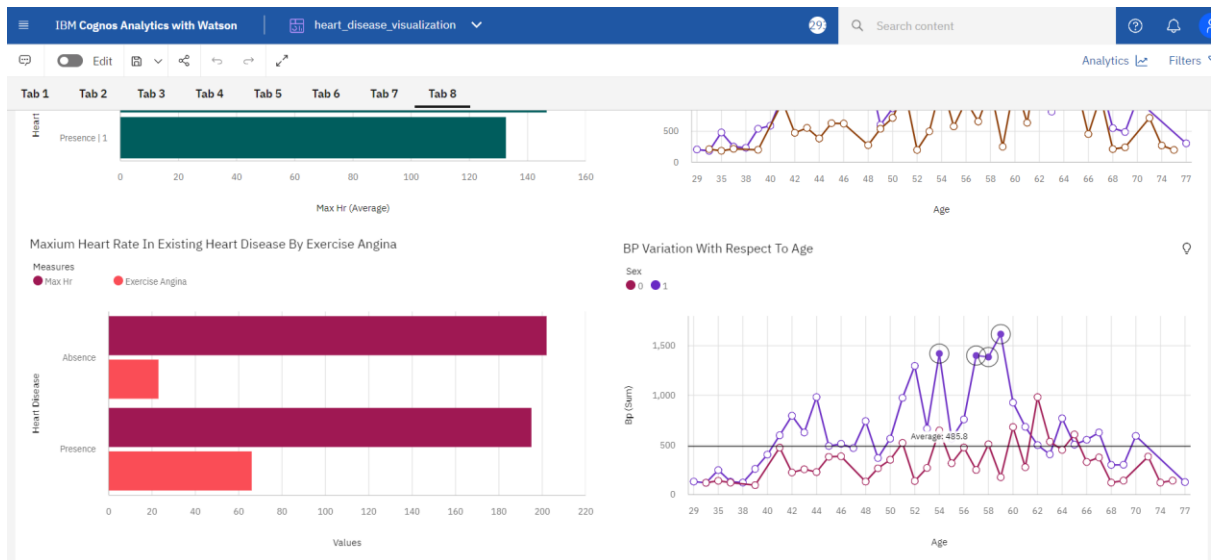 IBM Cognos Analytics with Watson
heart_disease_visualization
Search content
Edit
Analytics
Filters
Tab 1 Tab 2 Tab 3 Tab 4 Tab 5 Tab 6 Tab 7 Tab 8
Heart
Presence | 1
0 20 40 60 80 100 120 140 160
Max Hr (Average)
500
0
29 35 38 40 42 44 46 48 50 52 54 56 58 60 62 64 66 68 70 74 77
Age
Maxium Heart Rate In Existing Heart Disease By Exercise Angina
Measures
Max Hr Exercise Angina
Heart Disease
Absence
Presence
0 20 40 60 80 100 120 140 160 180 200 220
Values
BP Variation With Respect To Age
Sex
0 1
Bp (Sum)
1,500
1,000
500
0
Average: 485.8
29 35 38 40 42 44 46 48 50 52 54 56 58 60 62 64 66 68 70 74 77
Age